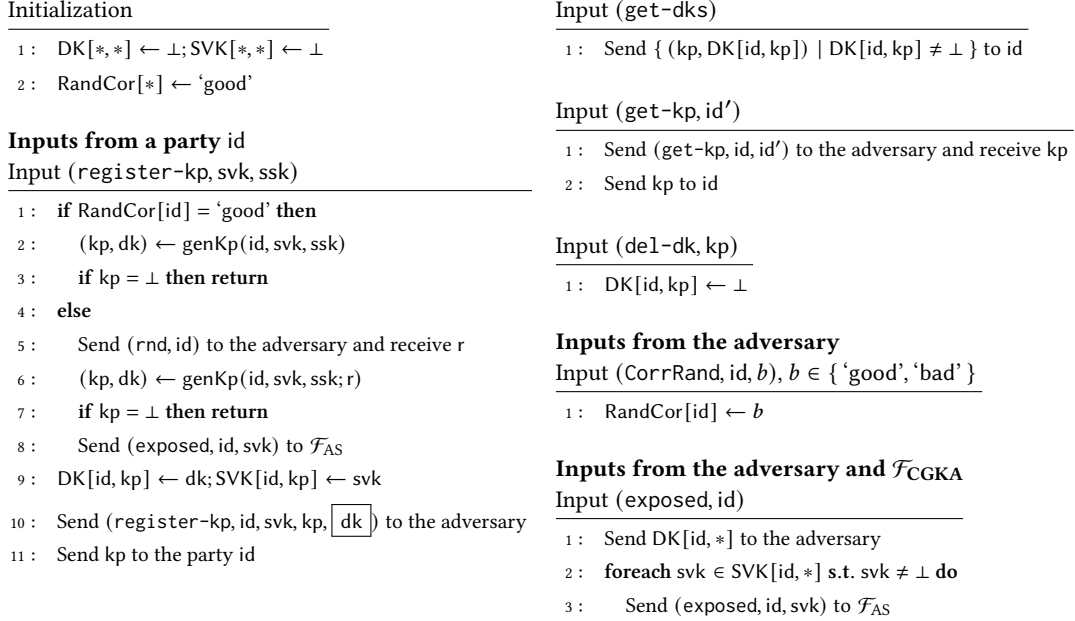 Initialization
1 : DK[∗, ∗] ← ⊥; SVK[∗, ∗] ← ⊥
2 : RandCor[∗] ← ‘good’
Inputs from a party id
Input (register-kp, svk, ssk)
1 : if RandCor[id] = ‘good’ then
2 : (kp, dk) ← genKp(id, svk, ssk)
3 : if kp = ⊥ then return
4 : else
5 : Send (rnd, id) to the adversary and receive r
6 : (kp, dk) ← genKp(id, svk, ssk; r)
7 : if kp = ⊥ then return
8 : Send (exposed, id, svk) to ℱAS
9 : DK[id, kp] ← dk; SVK[id, kp] ← svk
10 : Send (register-kp, id, svk, kp, dk ) to the adversary
11 : Send kp to the party id
Input (get-dks)
1 : Send { (kp, DK[id, kp]) | DK[id, kp] ≠ ⊥ } to id
Input (get-kp, id′)
1 : Send (get-kp, id, id′) to the adversary and receive kp
2 : Send kp to id
Input (del-dk, kp)
1 : DK[id, kp] ← ⊥
Inputs from the adversary
Input (CorrRand, id, b), b ∈ { ‘good’, ‘bad’ }
1 : RandCor[id] ← b
Inputs from the adversary and ℱCGKA
Input (exposed, id)
1 : Send DK[id, ∗] to the adversary
2 : foreach svk ∈ SVK[id, ∗] s.t. svk ≠ ⊥ do
3 : Send (exposed, id, svk) to ℱAS